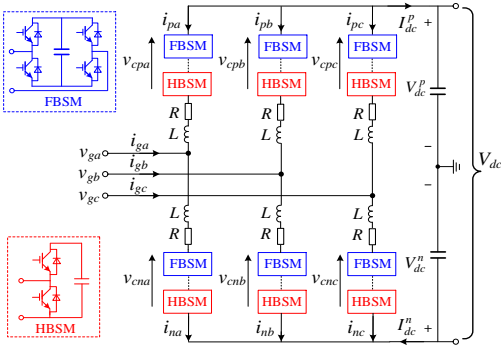 i_pa i_pb i_pc I_dc^p +
FBSM FBSM FBSM
v_cpa v_cpb v_cpc
HBSM HBSM HBSM
V_dc^p
FBSM
R R R
L L L
−
v_ga i_ga
v_gb i_gb
v_gc i_gc
V_dc
−
L L L
R R R
FBSM FBSM FBSM
v_cna v_cnb v_cnc
V_dc^n
HBSM HBSM HBSM
HBSM
i_na i_nb i_nc I_dc^n +